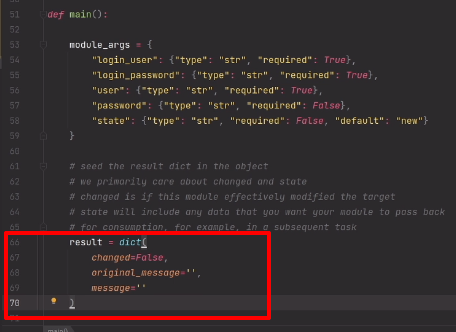 51 def main():
52
53 module_args = {
54 "login_user": {"type": "str", "required": True},
55 "login_password": {"type": "str", "required": True},
56 "user": {"type": "str", "required": True},
57 "password": {"type": "str", "required": False},
58 "state": {"type": "str", "required": False, "default": "new"}
59 }
60
61 # seed the result dict in the object
62 # we primarily care about changed and state
63 # changed is if this module effectively modified the target
64 # state will include any data that you want your module to pass back
65 # for consumption, for example, in a subsequent task
66 result = dict(
67 changed=False,
68 original_message='',
69 message=''
70 )
main()